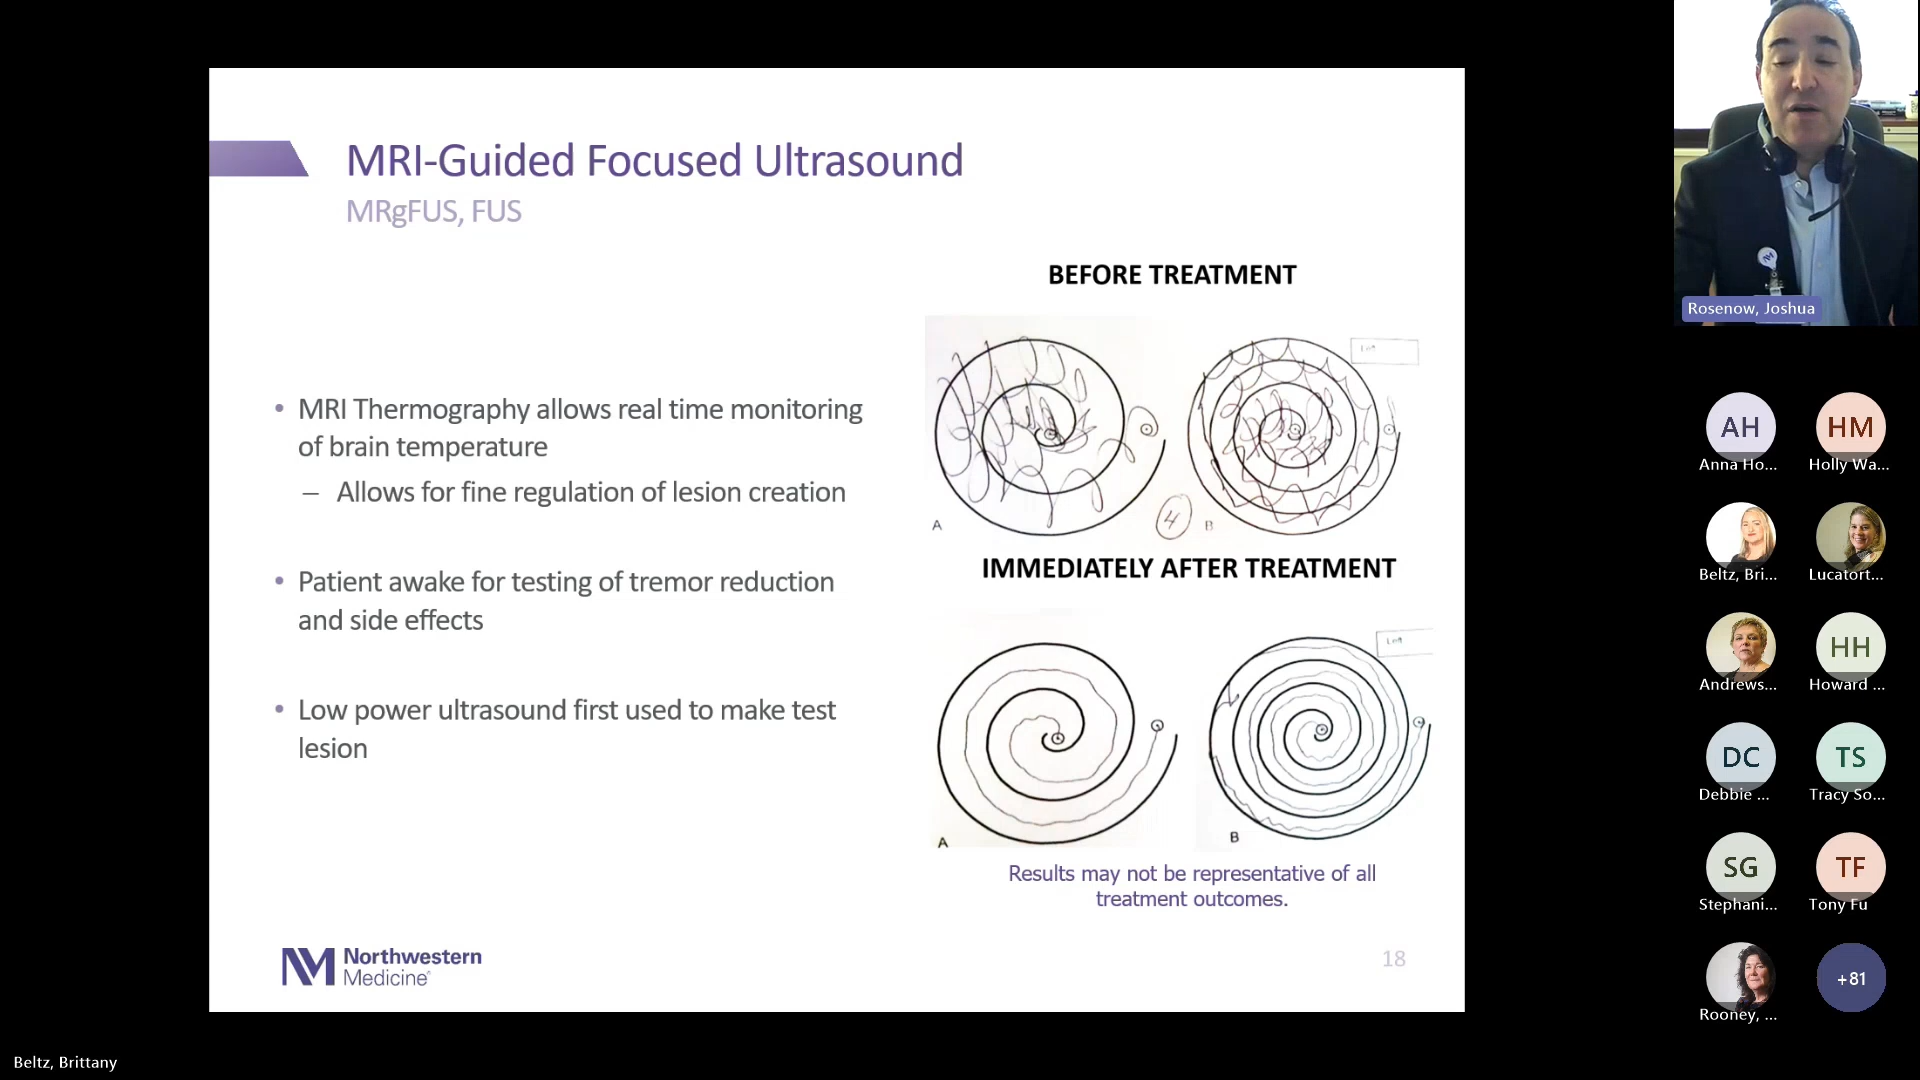 MRI-Guided Focused Ultrasound
MRgFUS, FUS
• MRI Thermography allows real time monitoring
of brain temperature
– Allows for fine regulation of lesion creation
• Patient awake for testing of tremor reduction
and side effects
• Low power ultrasound first used to make test
lesion
BEFORE TREATMENT
A
4
B
IMMEDIATELY AFTER TREATMENT
A
B
Results may not be representative of all
treatment outcomes.
Northwestern
Medicine
18
Rosenow, Joshua
AH
Anna Ho...
HM
Holly Wa...
Beltz, Bri...
Lucatort...
Andrews...
HH
Howard ...
DC
Debbie ...
TS
Tracy So...
SG
Stephani...
TF
Tony Fu
Rooney, ...
+81
Beltz, Brittany